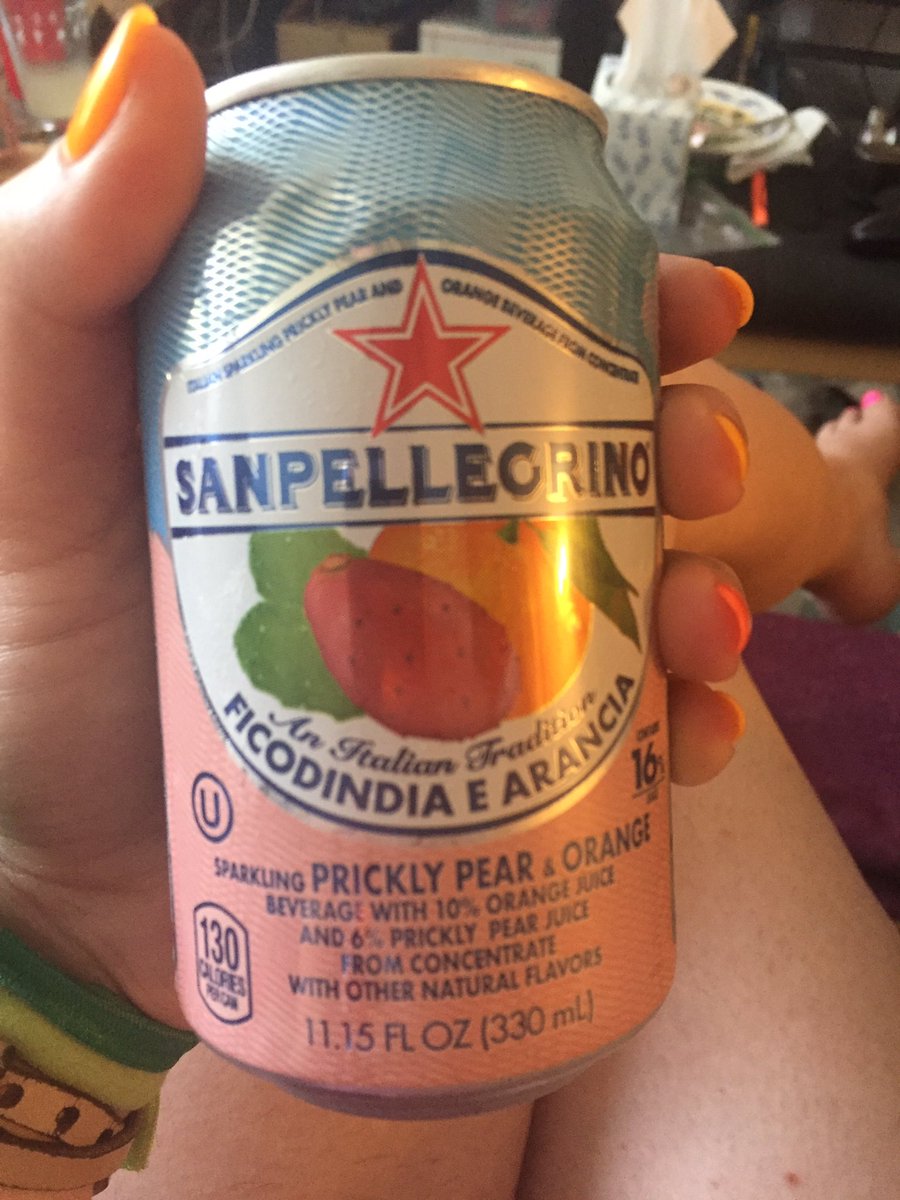 ITALIAN SPARKLING PRICKLY PEAR AND ORANGE BEVERAGE FROM CONCENTRATE
SANPELLEGRINO
An Italian Tradition
FICODINDIA E ARANCIA
16%
U
SPARKLING PRICKLY PEAR & ORANGE
BEVERAGE WITH 10% ORANGE JUICE
AND 6% PRICKLY PEAR JUICE
FROM CONCENTRATE
WITH OTHER NATURAL FLAVORS
130
CALORIES
PER CAN
11.15 FL OZ (330 mL)